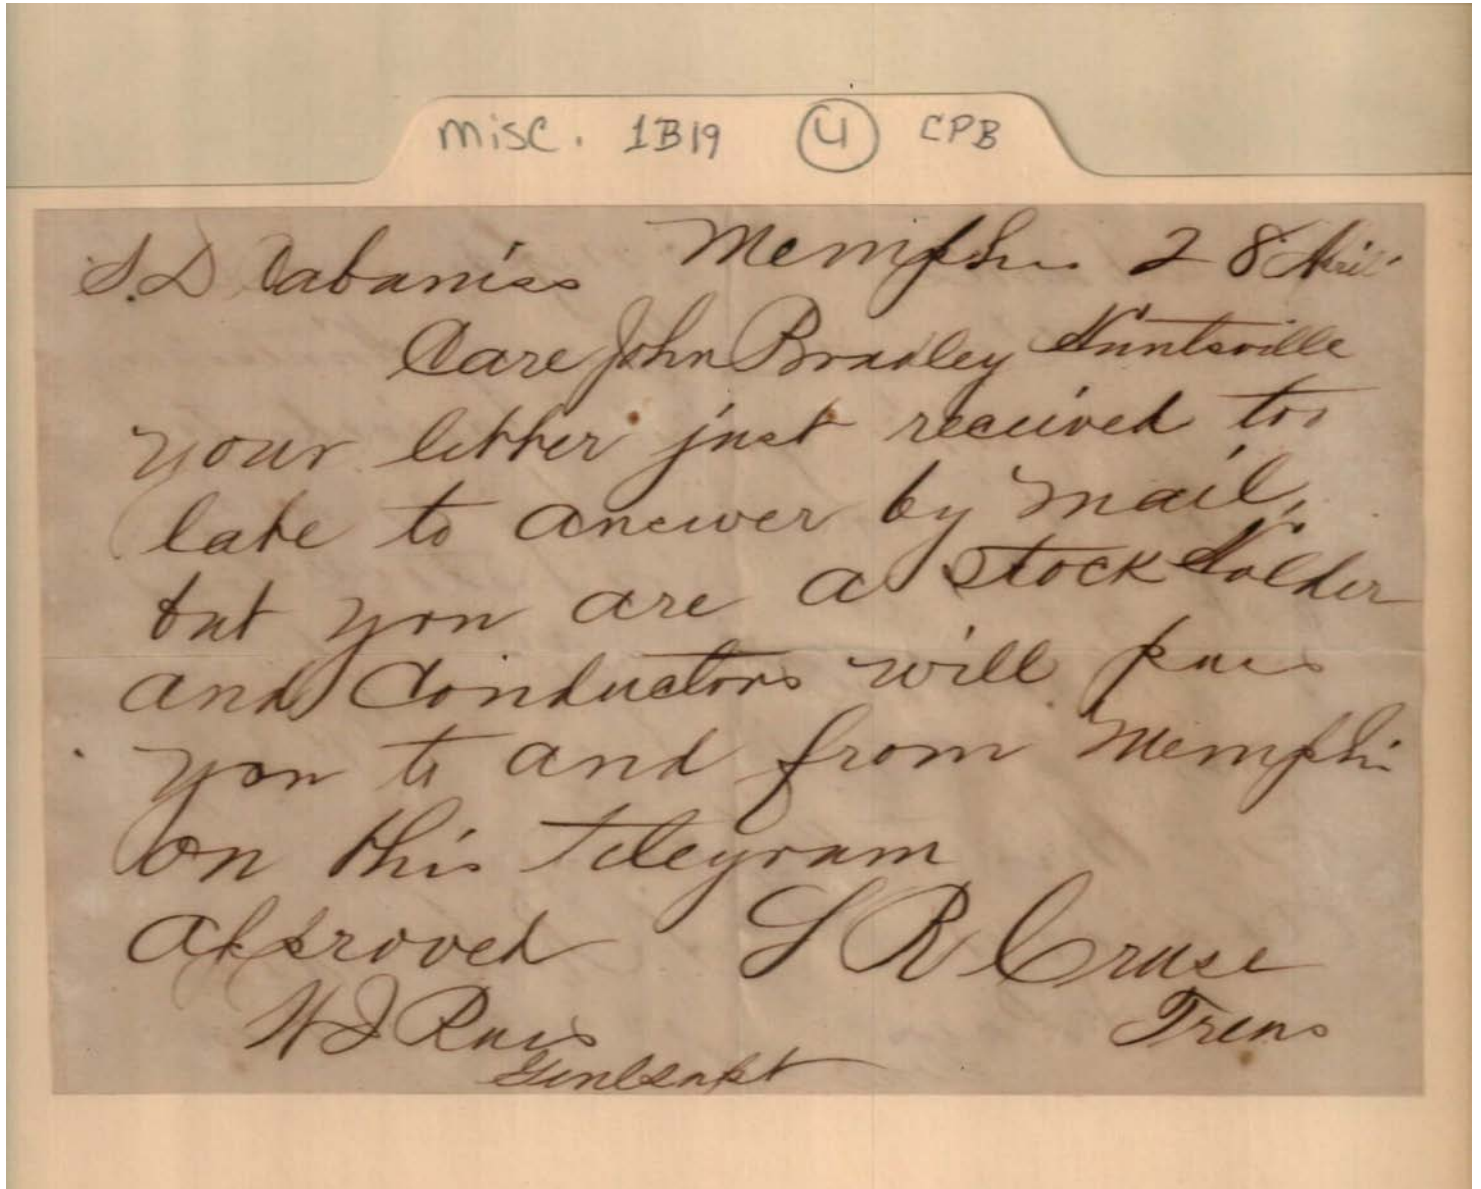 misc. 1B19 (4) CPB
S.D Cabaniss Memphis 28 April
Care John Bradley Huntsville
your letter just received too
late to answer by mail,
but you are a stock Holder
and Conductors will pass
you to and from Memphis
on this Telegram
approved S R Cruse
W J Ross Treas
Genl Supt